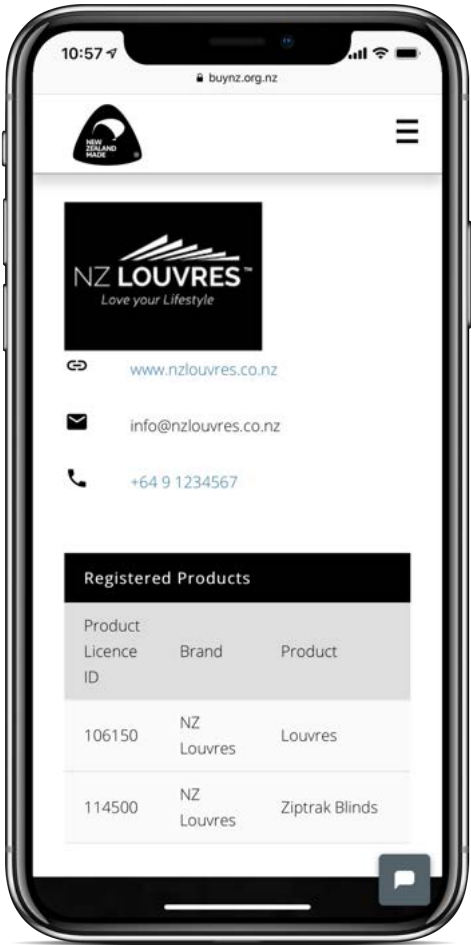 10:57
buynz.org.nz
NEW
ZEALAND
MADE
®
NZ LOUVRES™
Love your Lifestyle
www.nzlouvres.co.nz
info@nzlouvres.co.nz
+64 9 1234567
Registered Products
Product
Licence
ID
Brand
Product
106150
NZ
Louvres
Louvres
114500
NZ
Louvres
Ziptrak Blinds